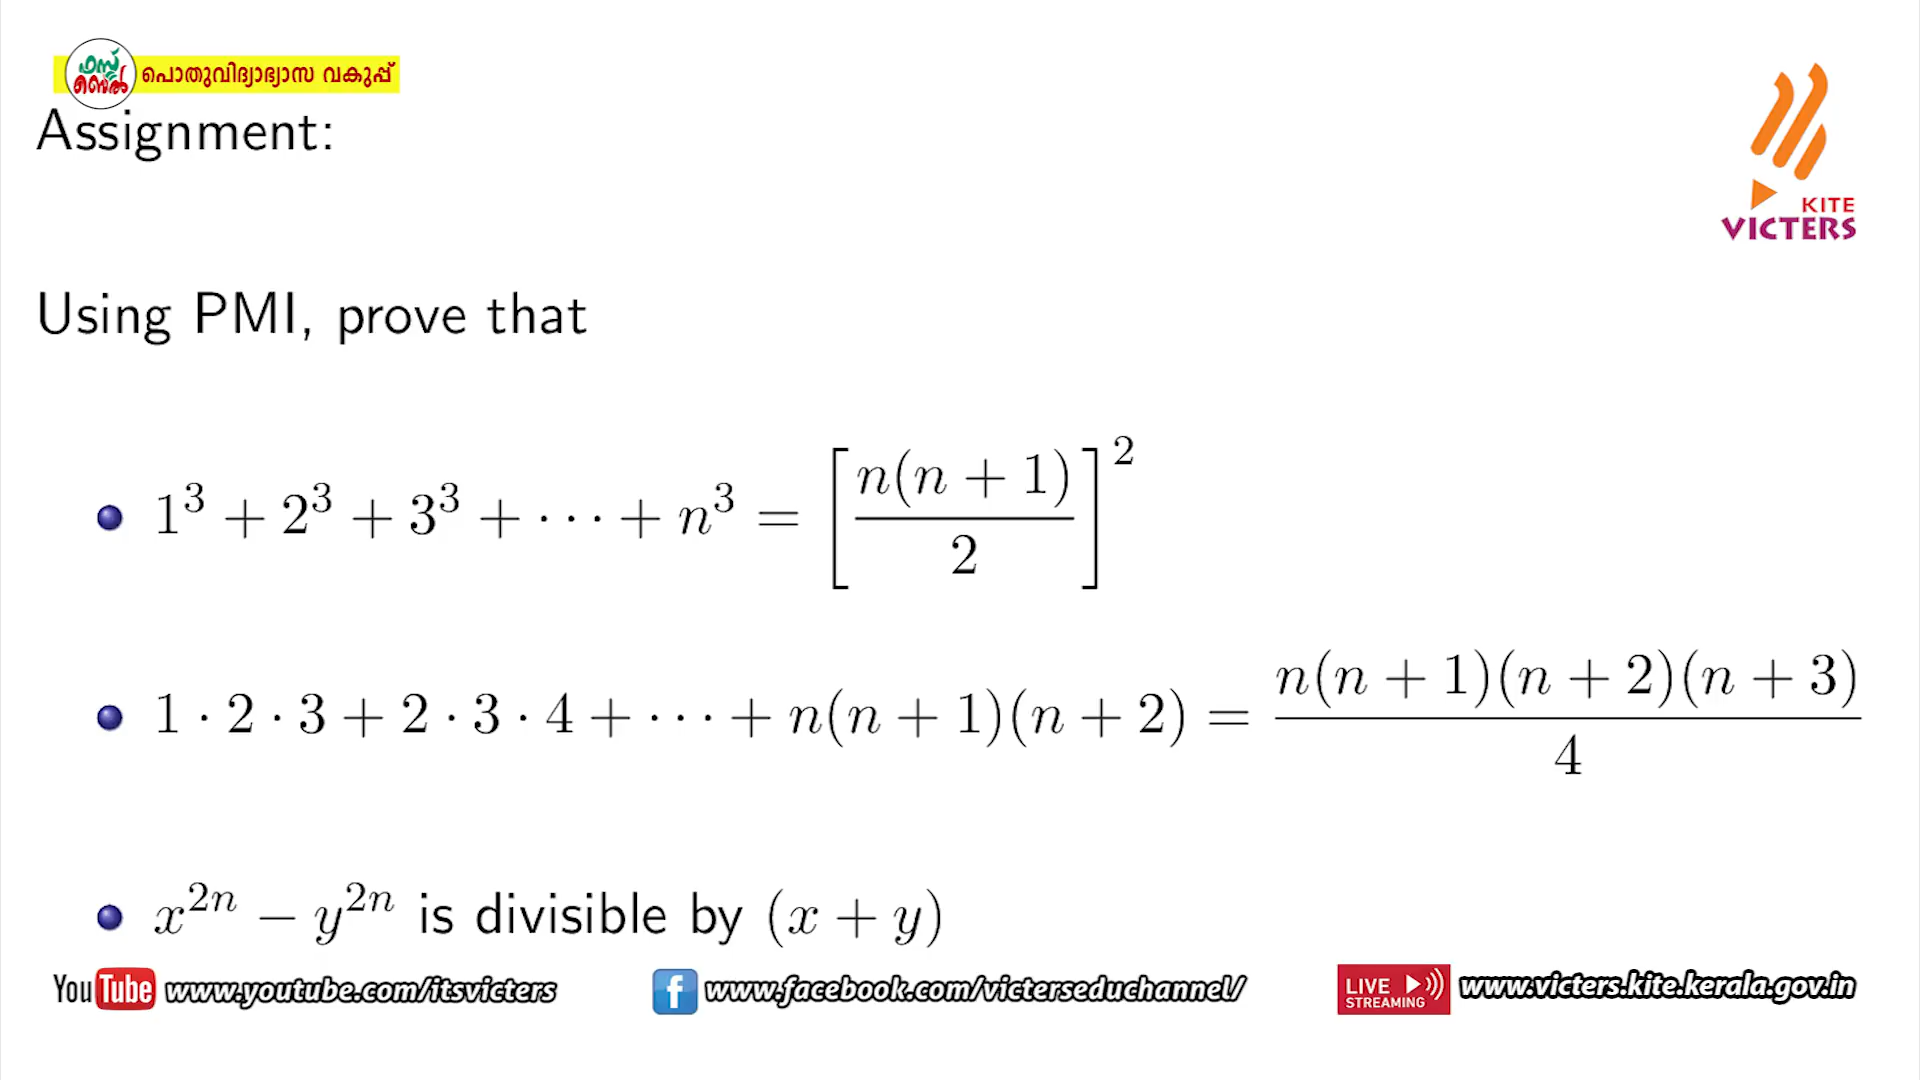 ഫസ്റ്റ് ബെൽ പൊതുവിദ്യാഭ്യാസ വകുപ്പ്
Assignment:
KITE
VICTERS
Using PMI, prove that
• 1³ + 2³ + 3³ + ··· + n³ = [n(n + 1)/2]²
• 1 · 2 · 3 + 2 · 3 · 4 + ··· + n(n + 1)(n + 2) = n(n + 1)(n + 2)(n + 3)/4
• x²ⁿ − y²ⁿ is divisible by (x + y)
YouTube www.youtube.com/itsvicters f www.facebook.com/victerseduchannel/ LIVE STREAMING www.victers.kite.kerala.gov.in